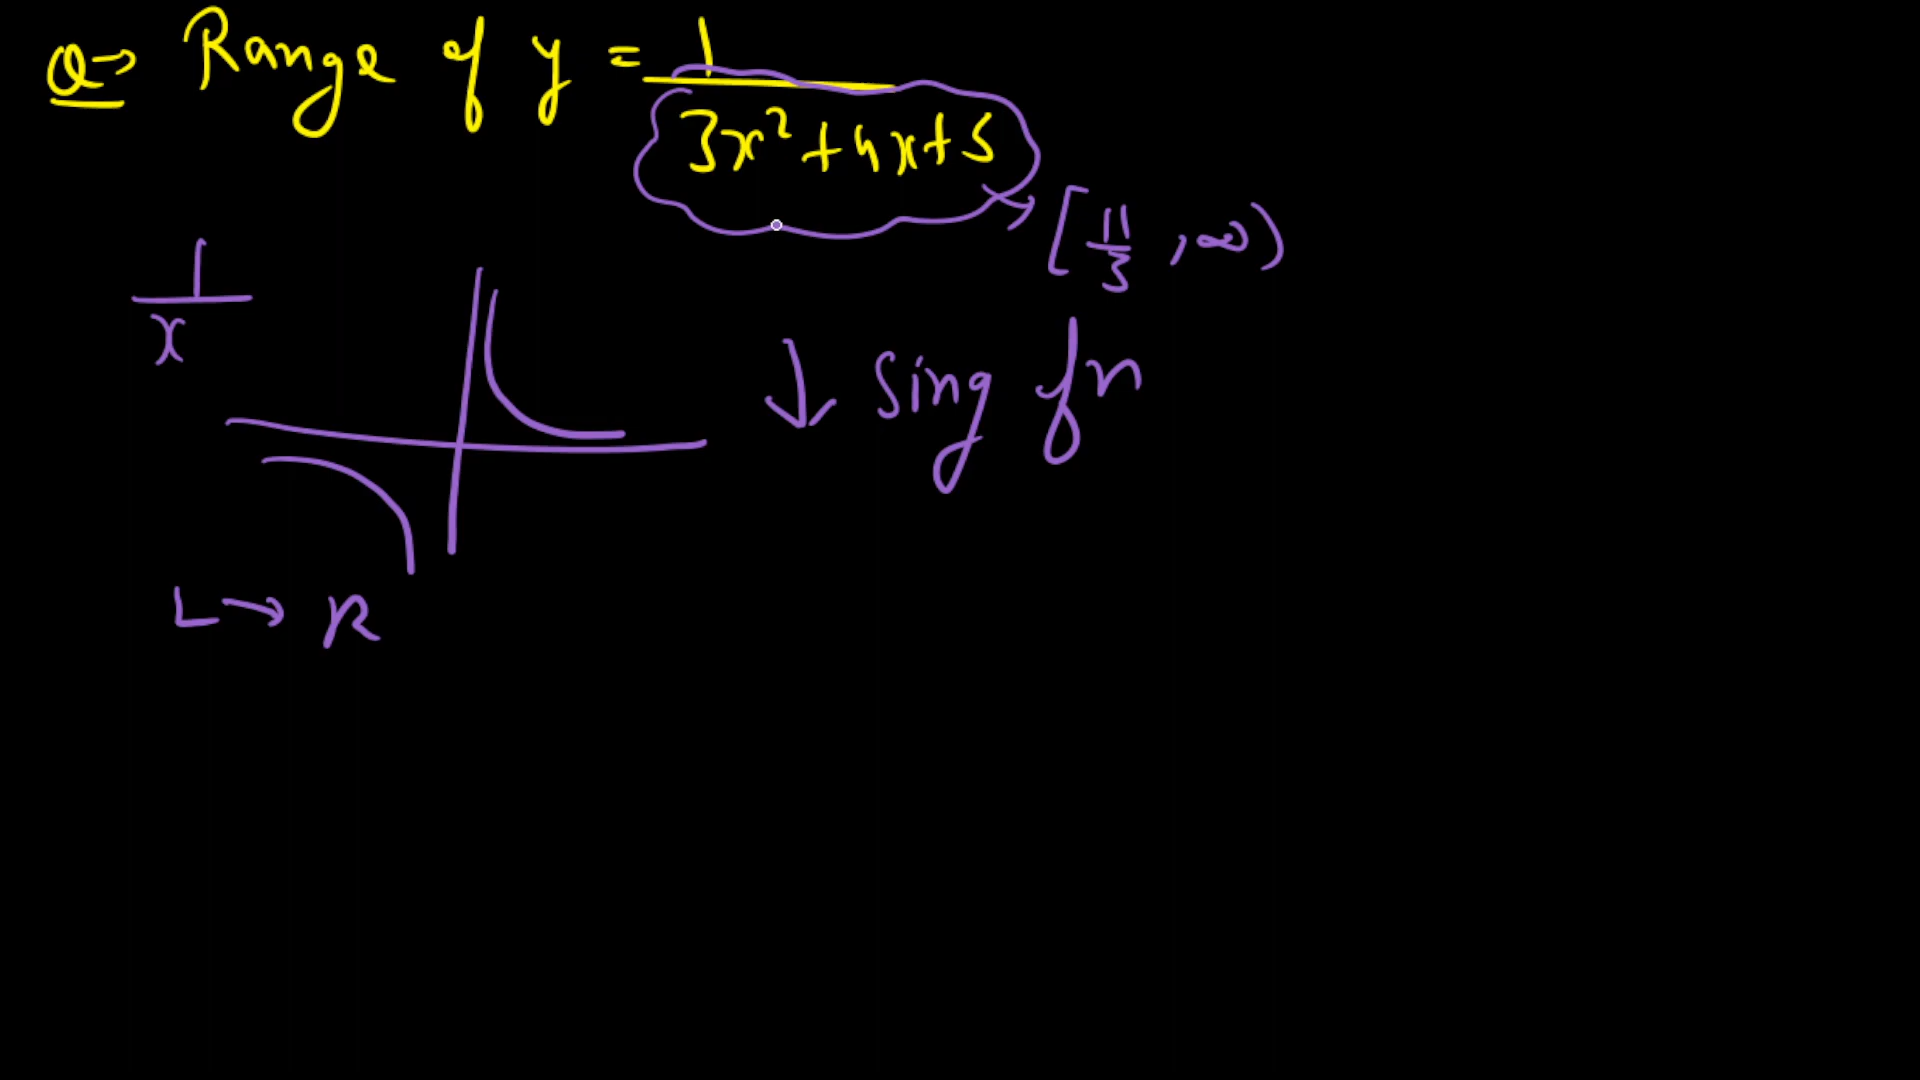 Q→ Range of y = 1/(3x²+4x+5)
→ [11/3, ∞)
1/x
↓ sing fn
L → R